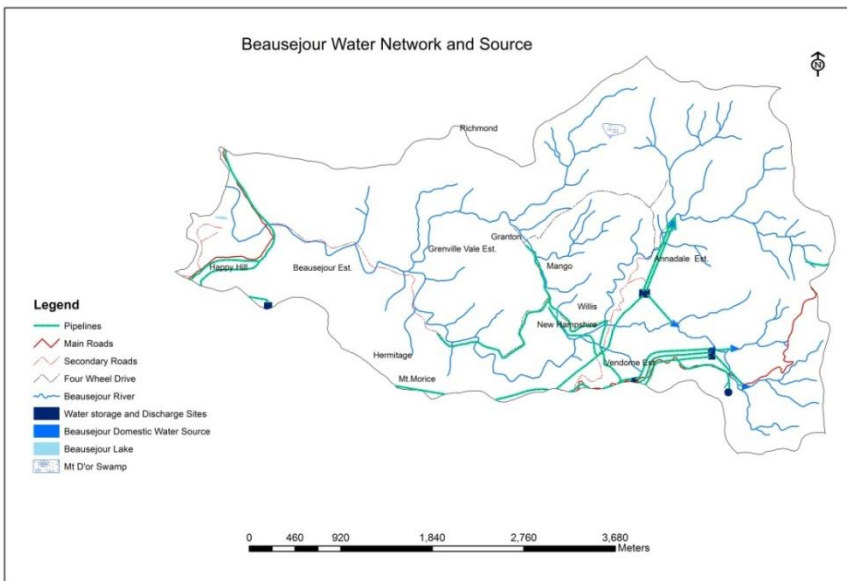 Beausejour Water Network and Source
N
Richmond
Granton
Grenville Vale Est.
Annadale Est.
Mango
Happy Hill
Beausejour Est.
Willis
New Hampshire
Hermitage
Vendome Est.
Mt.Morice
Legend
Pipelines
Main Roads
Secondary Roads
Four Wheel Drive
Beausejour River
Water storage and Discharge Sites
Beausejour Domestic Water Source
Beausejour Lake
Mt D'or Swamp
0 460 920 1,840 2,760 3,680
Meters